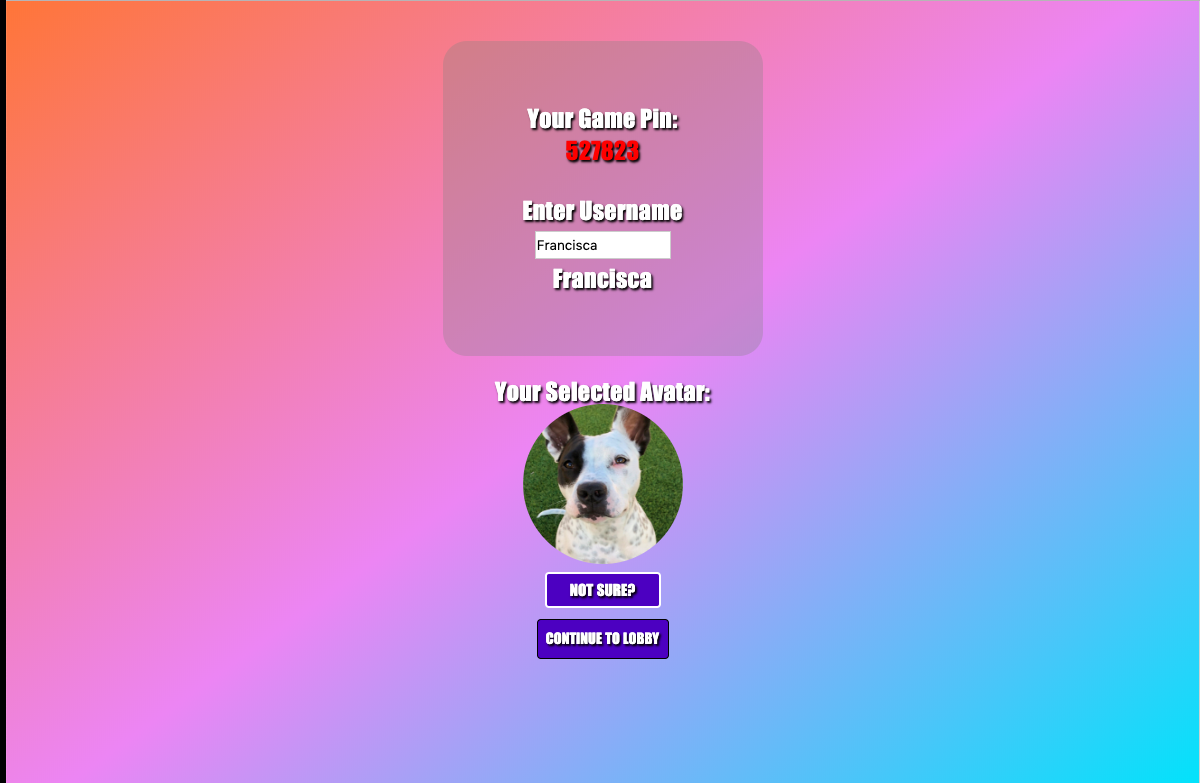 Your Game Pin:
527823
Enter Username
Francisca
Francisca
Your Selected Avatar:
NOT SURE?
CONTINUE TO LOBBY